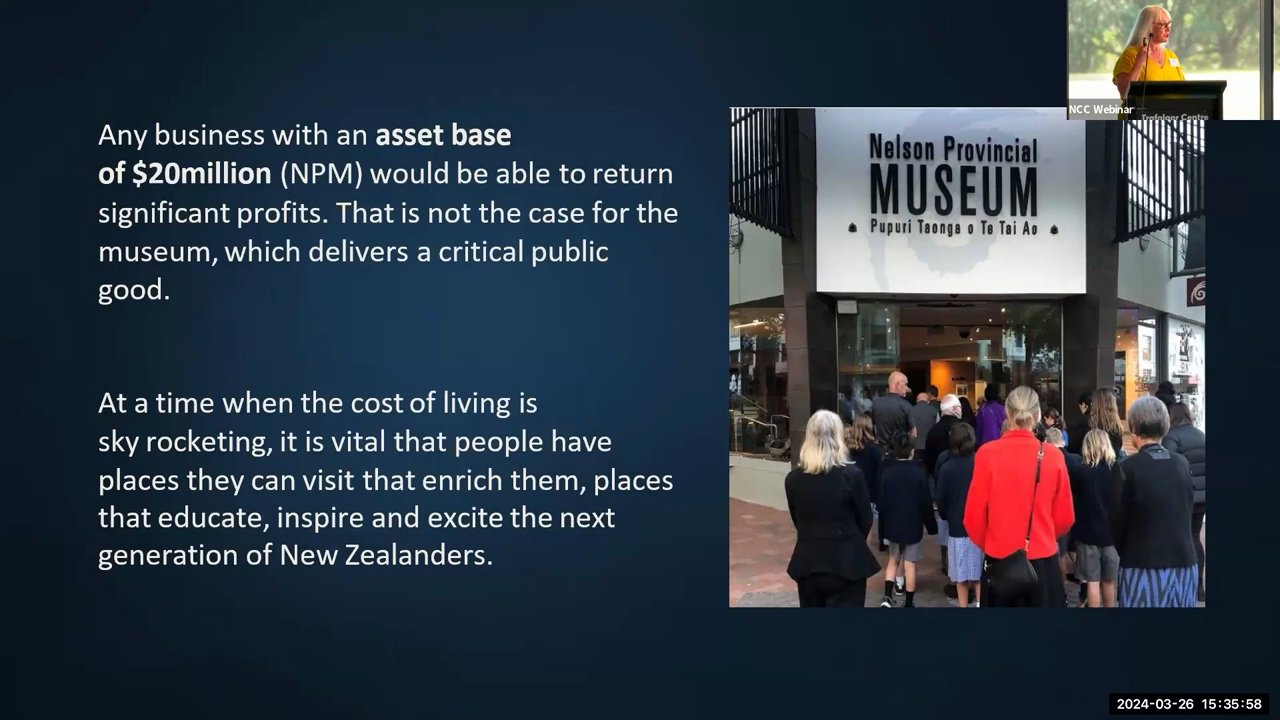 Any business with an asset base
of $20million (NPM) would be able to return
significant profits. That is not the case for the
museum, which delivers a critical public
good.
At a time when the cost of living is
sky rocketing, it is vital that people have
places they can visit that enrich them, places
that educate, inspire and excite the next
generation of New Zealanders.
Nelson Provincial
MUSEUM
Pupuri Taonga o Te Tai Ao
NCC Webinar
Trafalgar Centre
2024-03-26 15:35:58